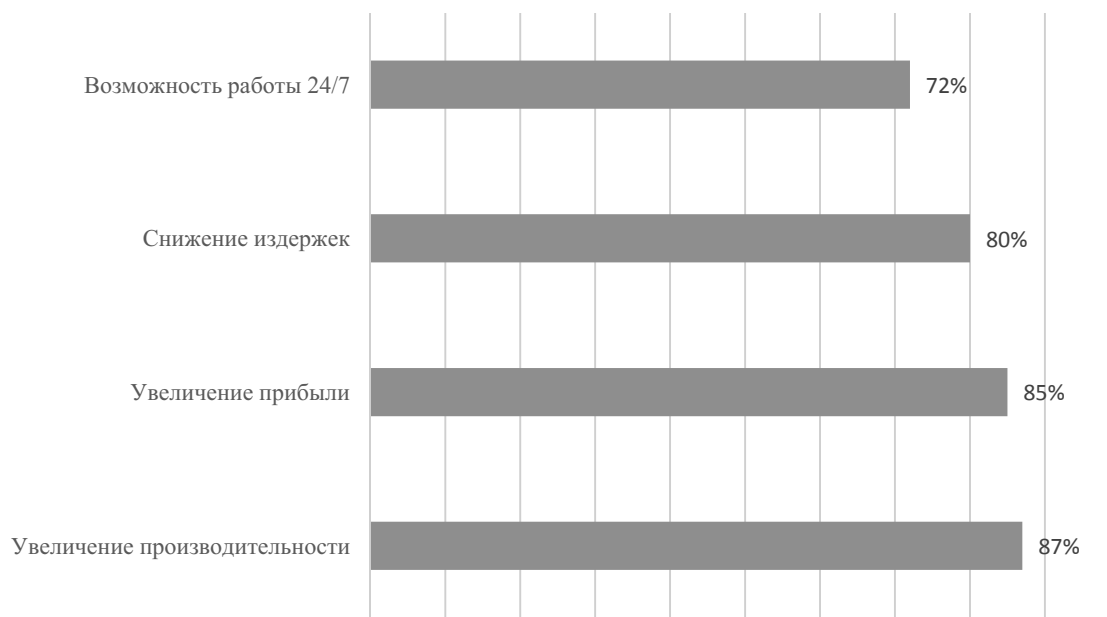 Возможность работы 24/7
72%
Снижение издержек
80%
Увеличение прибыли
85%
Увеличение производительности
87%